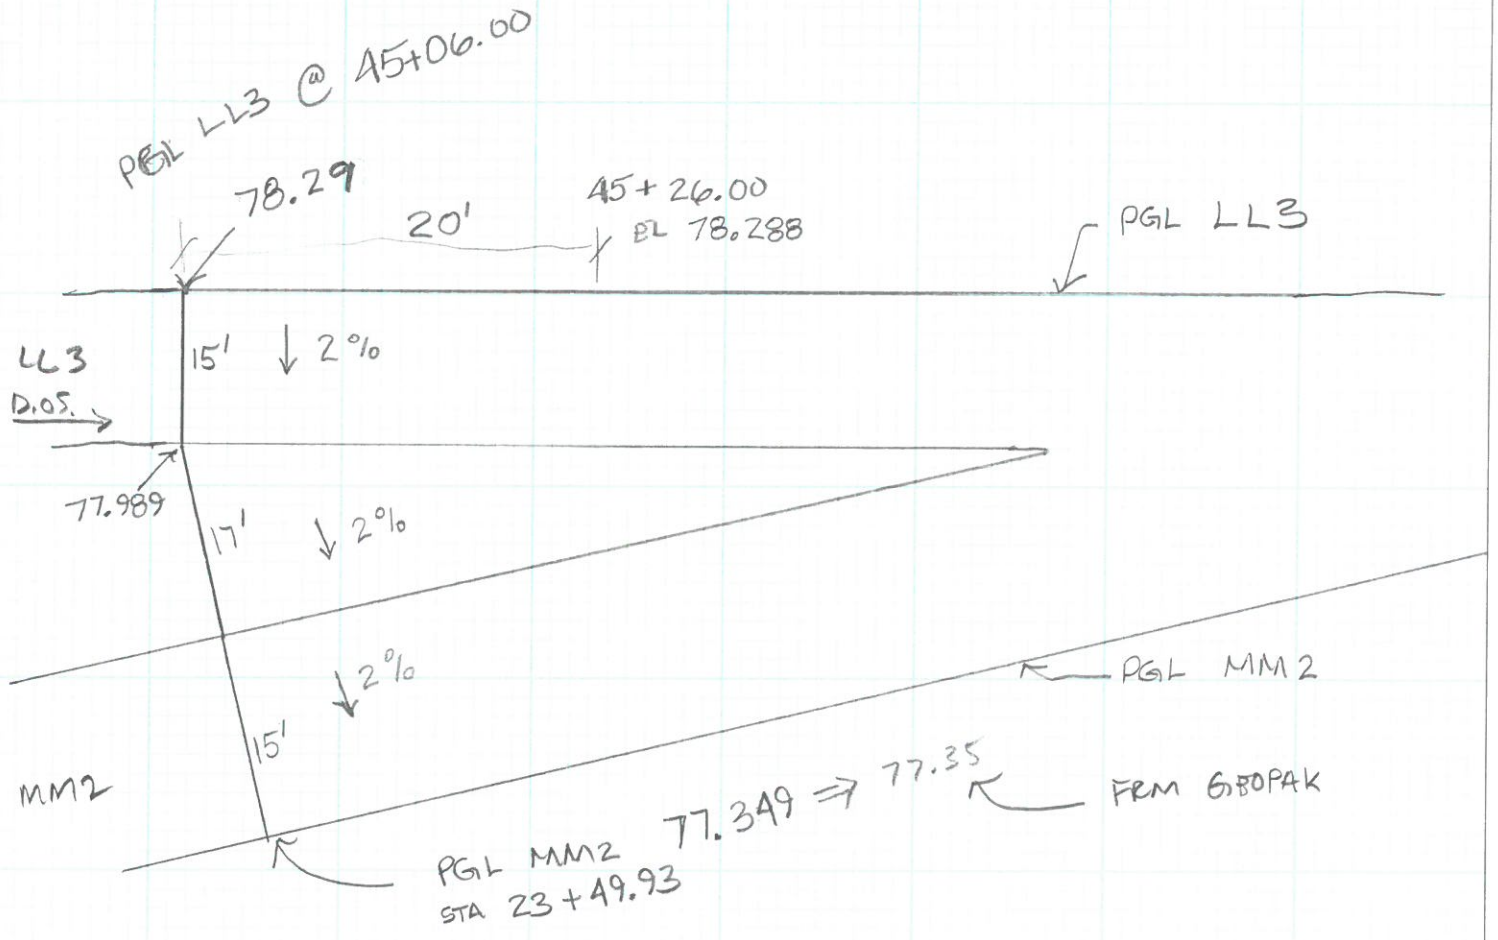 PGL LL3 @ 45+06.00
78.29
20'
45+26.00
EL 78.288
PGL LL3
15'
2%
LL3
D.O.S.
77.989
17'
2%
2%
15'
PGL MM2
MM2
77.349 ⇒ 77.35
FRM GEOPAK
PGL MM2
STA 23+49.93